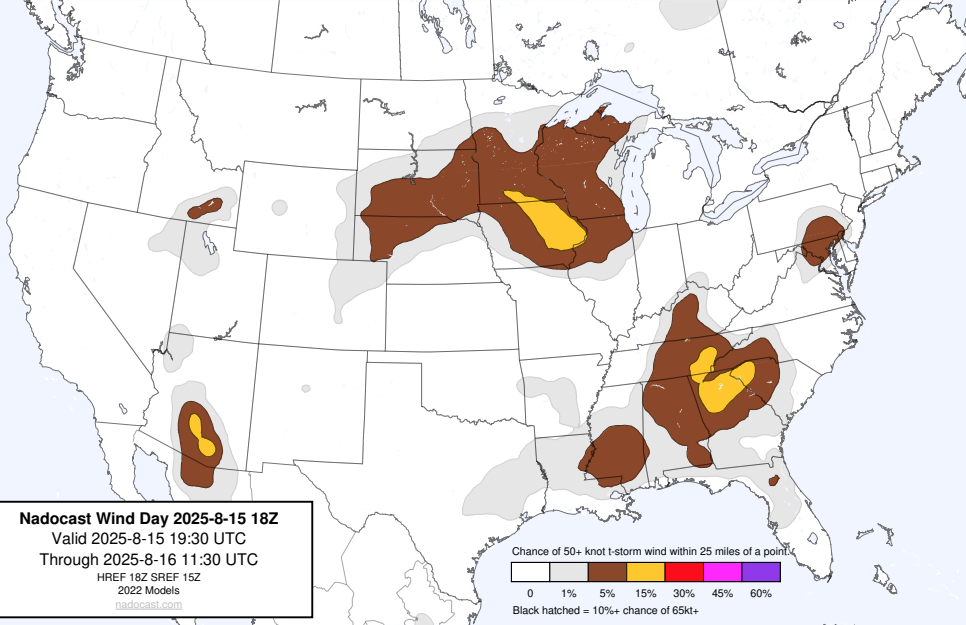 Nadocast Wind Day 2025-8-15 18Z
Valid 2025-8-15 19:30 UTC
Through 2025-8-16 11:30 UTC
HREF 18Z SREF 15Z
2022 Models
nadocast.com
Chance of 50+ knot t-storm wind within 25 miles of a point.
0 1% 5% 15% 30% 45% 60%
Black hatched = 10%+ chance of 65kt+